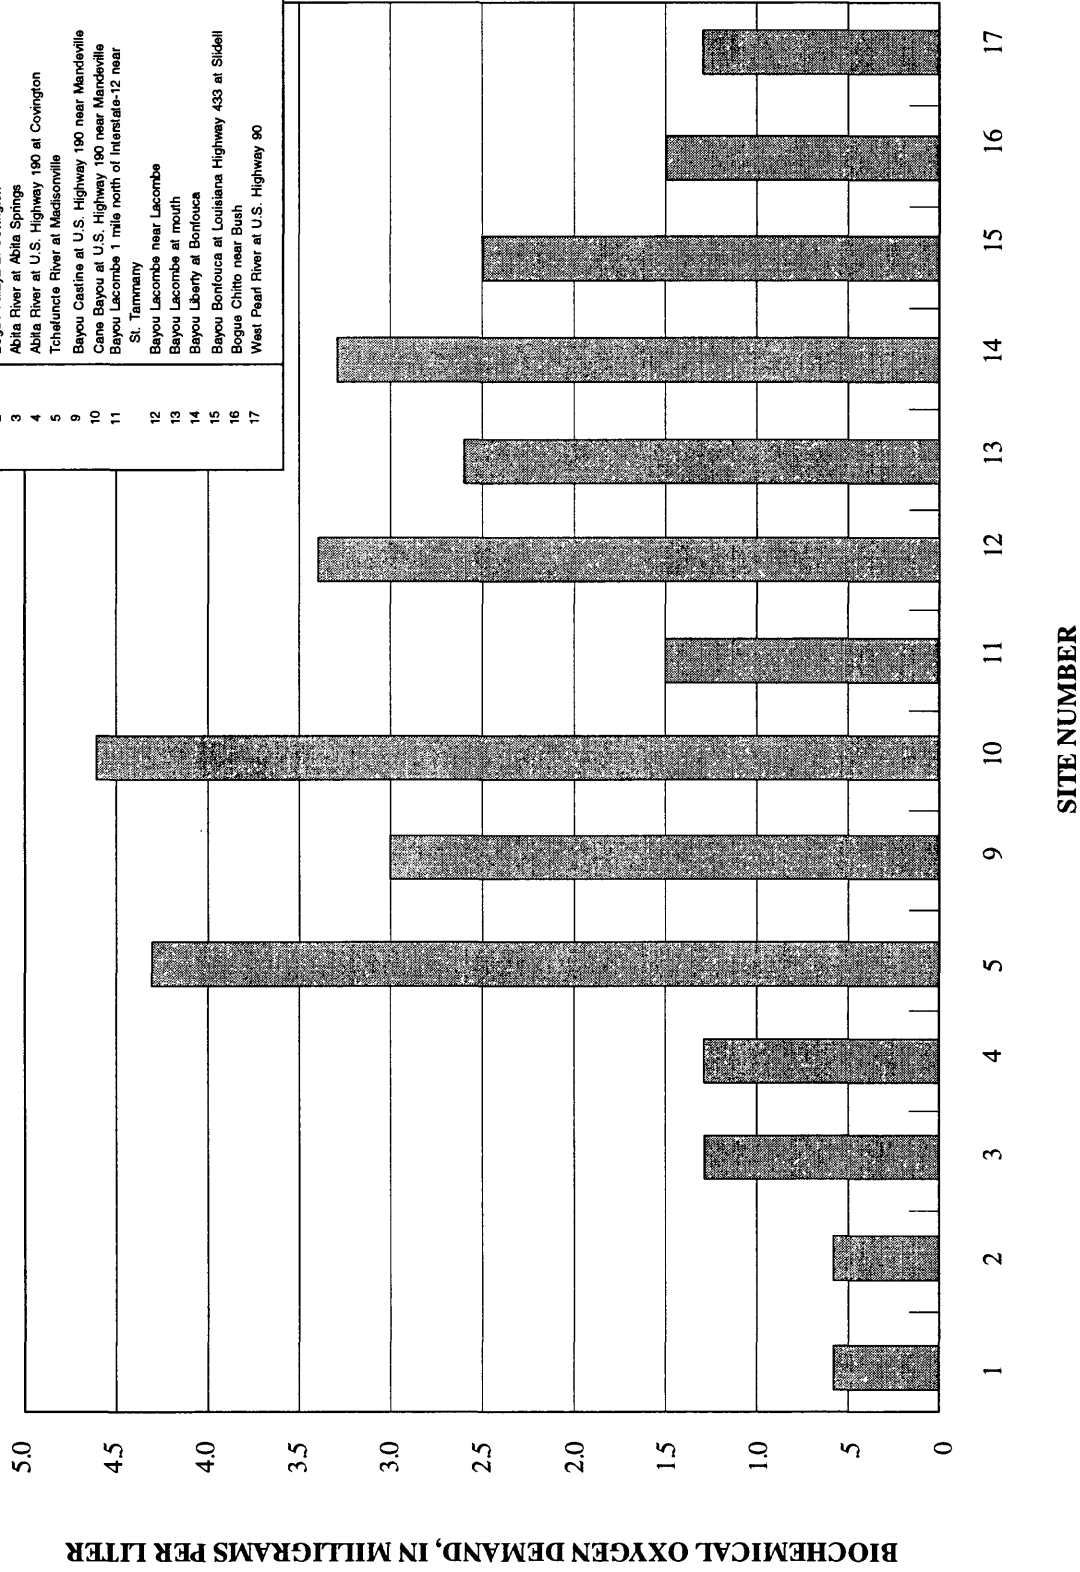 3 Abita River at Abita Springs
4 Abita River at U.S. Highway 190 at Covington
5 Tchefuncte River at Madisonville
9 Bayou Castine at U.S. Highway 190 near Mandeville
10 Cane Bayou at U.S. Highway 190 near Mandeville
11 Bayou Lacombe 1 mile north of Interstate-12 near
St. Tammany
12 Bayou Lacombe near Lacombe
13 Bayou Lacombe at mouth
14 Bayou Liberty at Bonfouca
15 Bayou Bonfouca at Louisiana Highway 433 at Slidell
16 Bogue Chitto near Bush
17 West Pearl River at U.S. Highway 90
BIOCHEMICAL OXYGEN DEMAND, IN MILLIGRAMS PER LITER
5.0
4.5
4.0
3.5
3.0
2.5
2.0
1.5
1.0
.5
0
1 2 3 4 5 9 10 11 12 13 14 15 16 17
SITE NUMBER